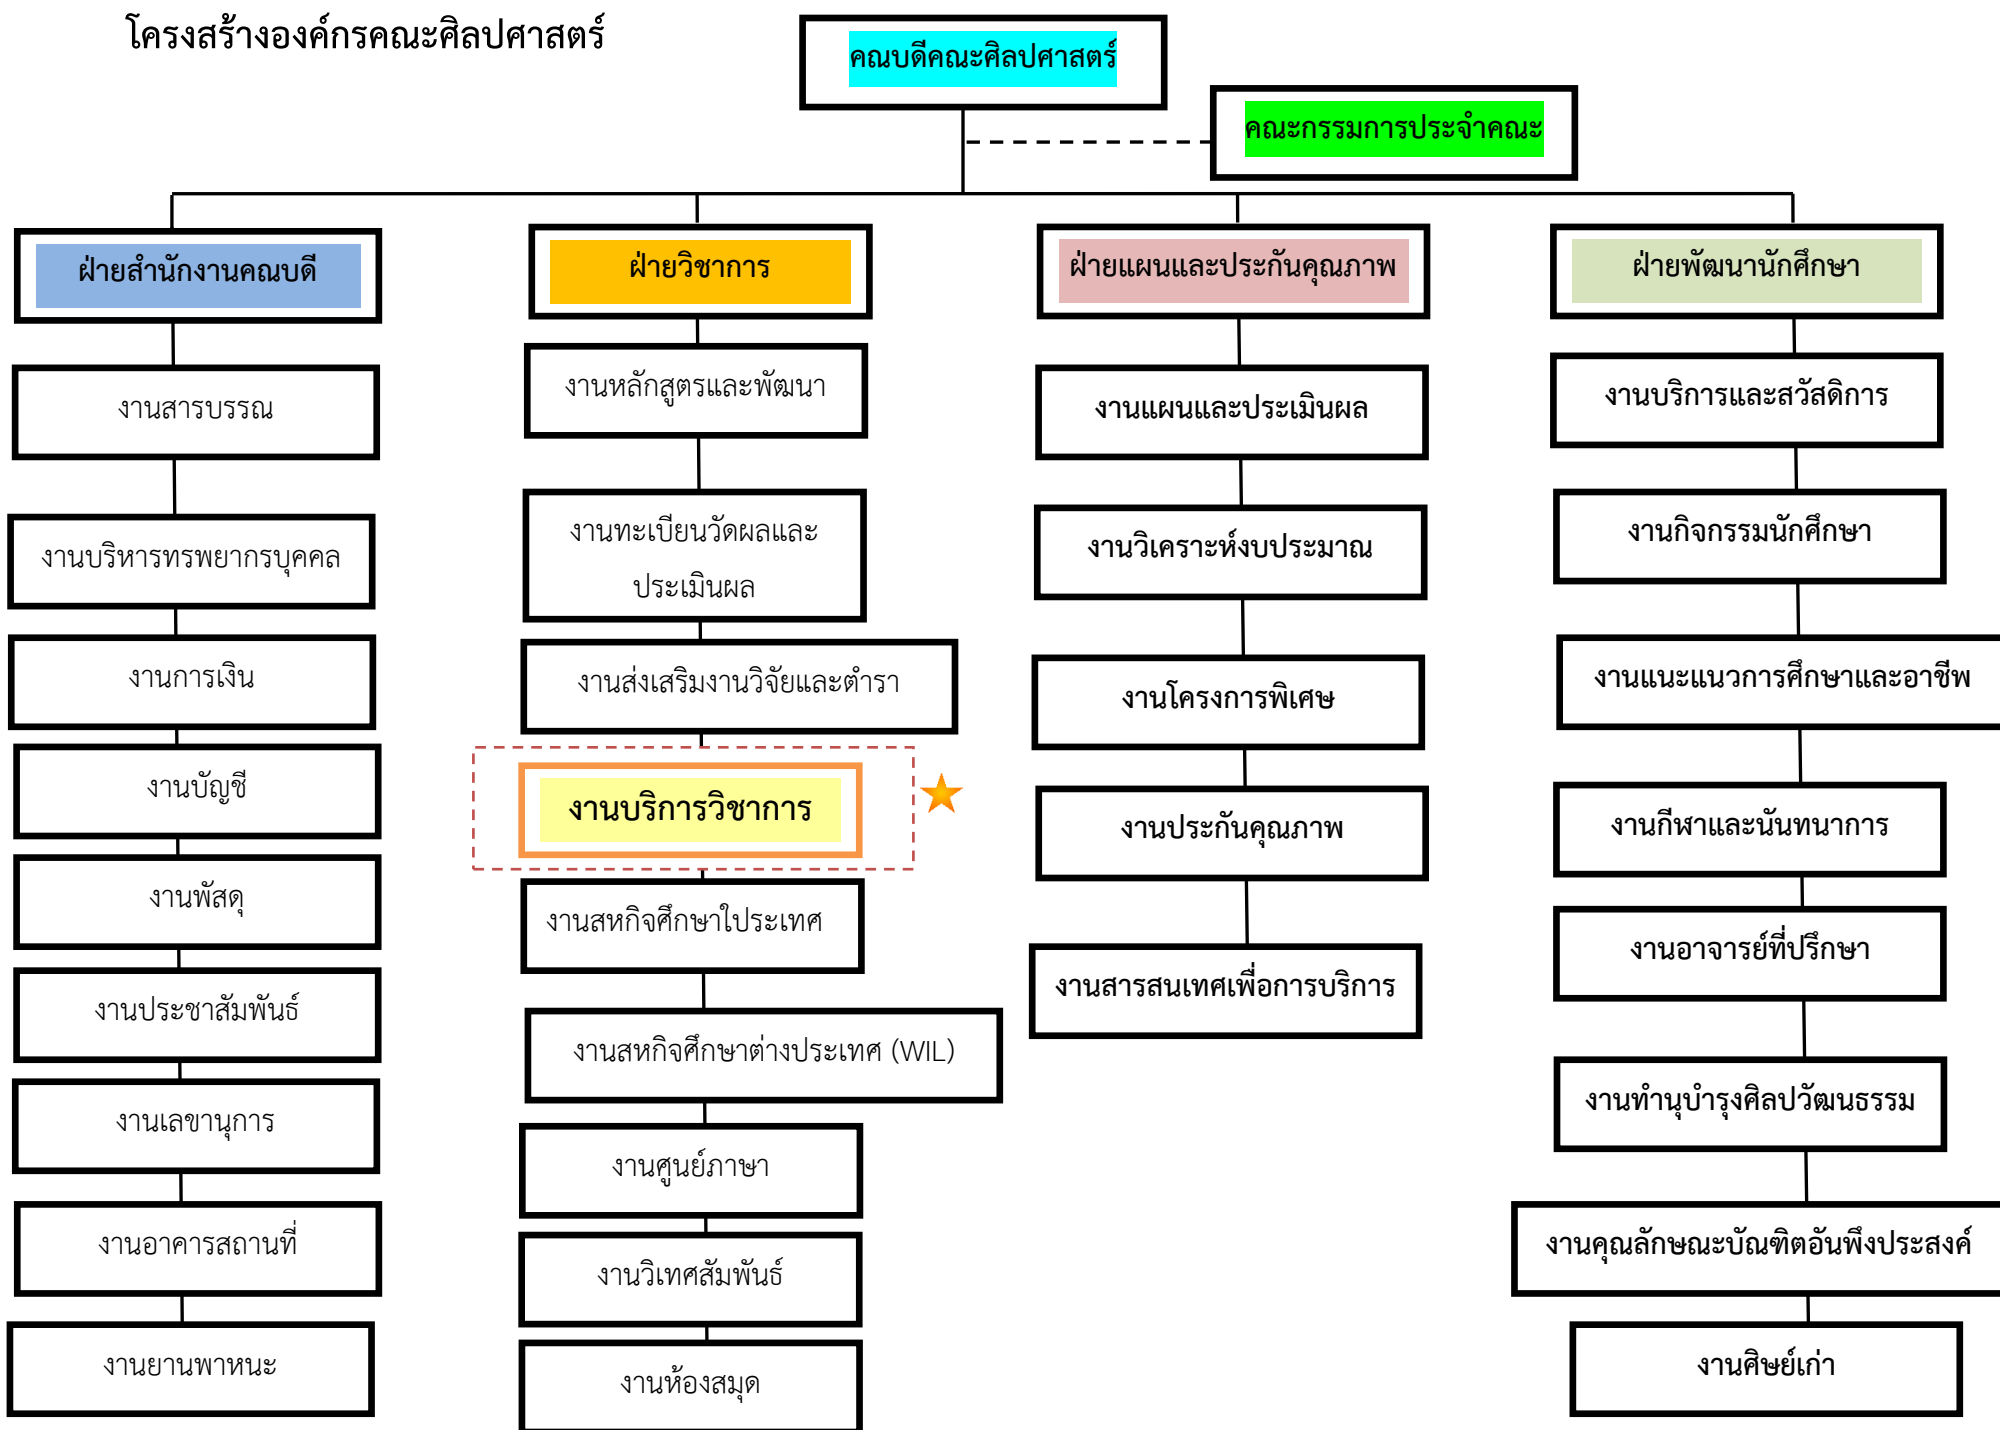 โครงสร้างองค์กรคณะศิลปศาสตร์
คณบดีคณะศิลปศาสตร์
คณะกรรมการประจำคณะ
ฝ่ายสำนักงานคณบดี
งานสารบรรณ
งานบริหารทรพยากรบุคคล
งานการเงิน
งานบัญชี
งานพัสดุ
งานประชาสัมพันธ์
งานเลขานุการ
งานอาคารสถานที่
งานยานพาหนะ
ฝ่ายวิชาการ
งานหลักสูตรและพัฒนา
งานทะเบียนวัดผลและ
ประเมินผล
งานส่งเสริมงานวิจัยและตำรา
งานบริการวิชาการ
งานสหกิจศึกษาใประเทศ
งานสหกิจศึกษาต่างประเทศ (WIL)
งานศูนย์ภาษา
งานวิเทศสัมพันธ์
งานห้องสมุด
ฝ่ายแผนและประกันคุณภาพ
งานแผนและประเมินผล
งานวิเคราะห์งบประมาณ
งานโครงการพิเศษ
งานประกันคุณภาพ
งานสารสนเทศเพื่อการบริการ
ฝ่ายพัฒนานักศึกษา
งานบริการและสวัสดิการ
งานกิจกรรมนักศึกษา
งานแนะแนวการศึกษาและอาชีพ
งานกีฬาและนันทนาการ
งานอาจารย์ที่ปรึกษา
งานทำนุบำรุงศิลปวัฒนธรรม
งานคุณลักษณะบัณฑิตอันพึงประสงค์
งานศิษย์เก่า